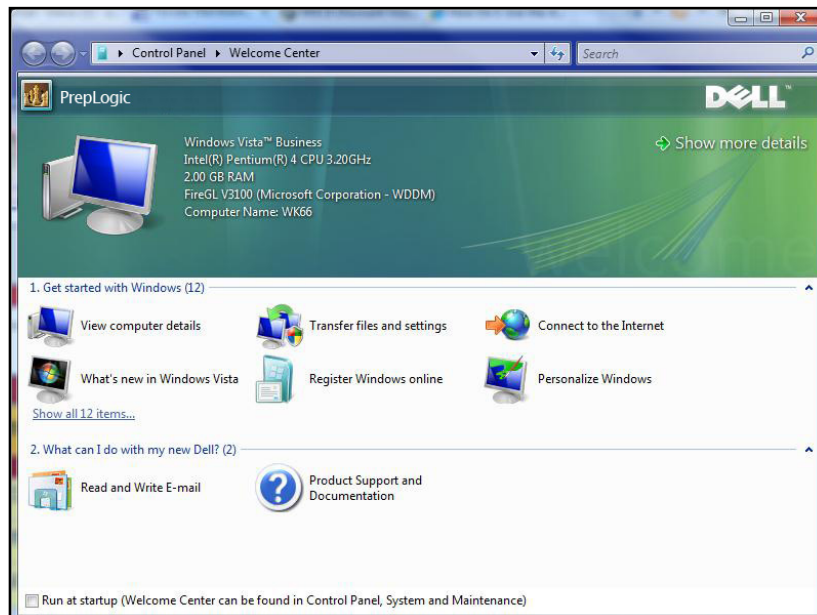 Control Panel Welcome Center
Search
PrepLogic
DELL™
Windows Vista™ Business
Intel(R) Pentium(R) 4 CPU 3.20GHz
2.00 GB RAM
FireGL V3100 (Microsoft Corporation - WDDM)
Computer Name: WK66
Show more details
welcome
1. Get started with Windows (12)
View computer details
Transfer files and settings
Connect to the Internet
What's new in Windows Vista
Register Windows online
Personalize Windows
Show all 12 items...
2. What can I do with my new Dell? (2)
Read and Write E-mail
Product Support and
Documentation
Run at startup (Welcome Center can be found in Control Panel, System and Maintenance)